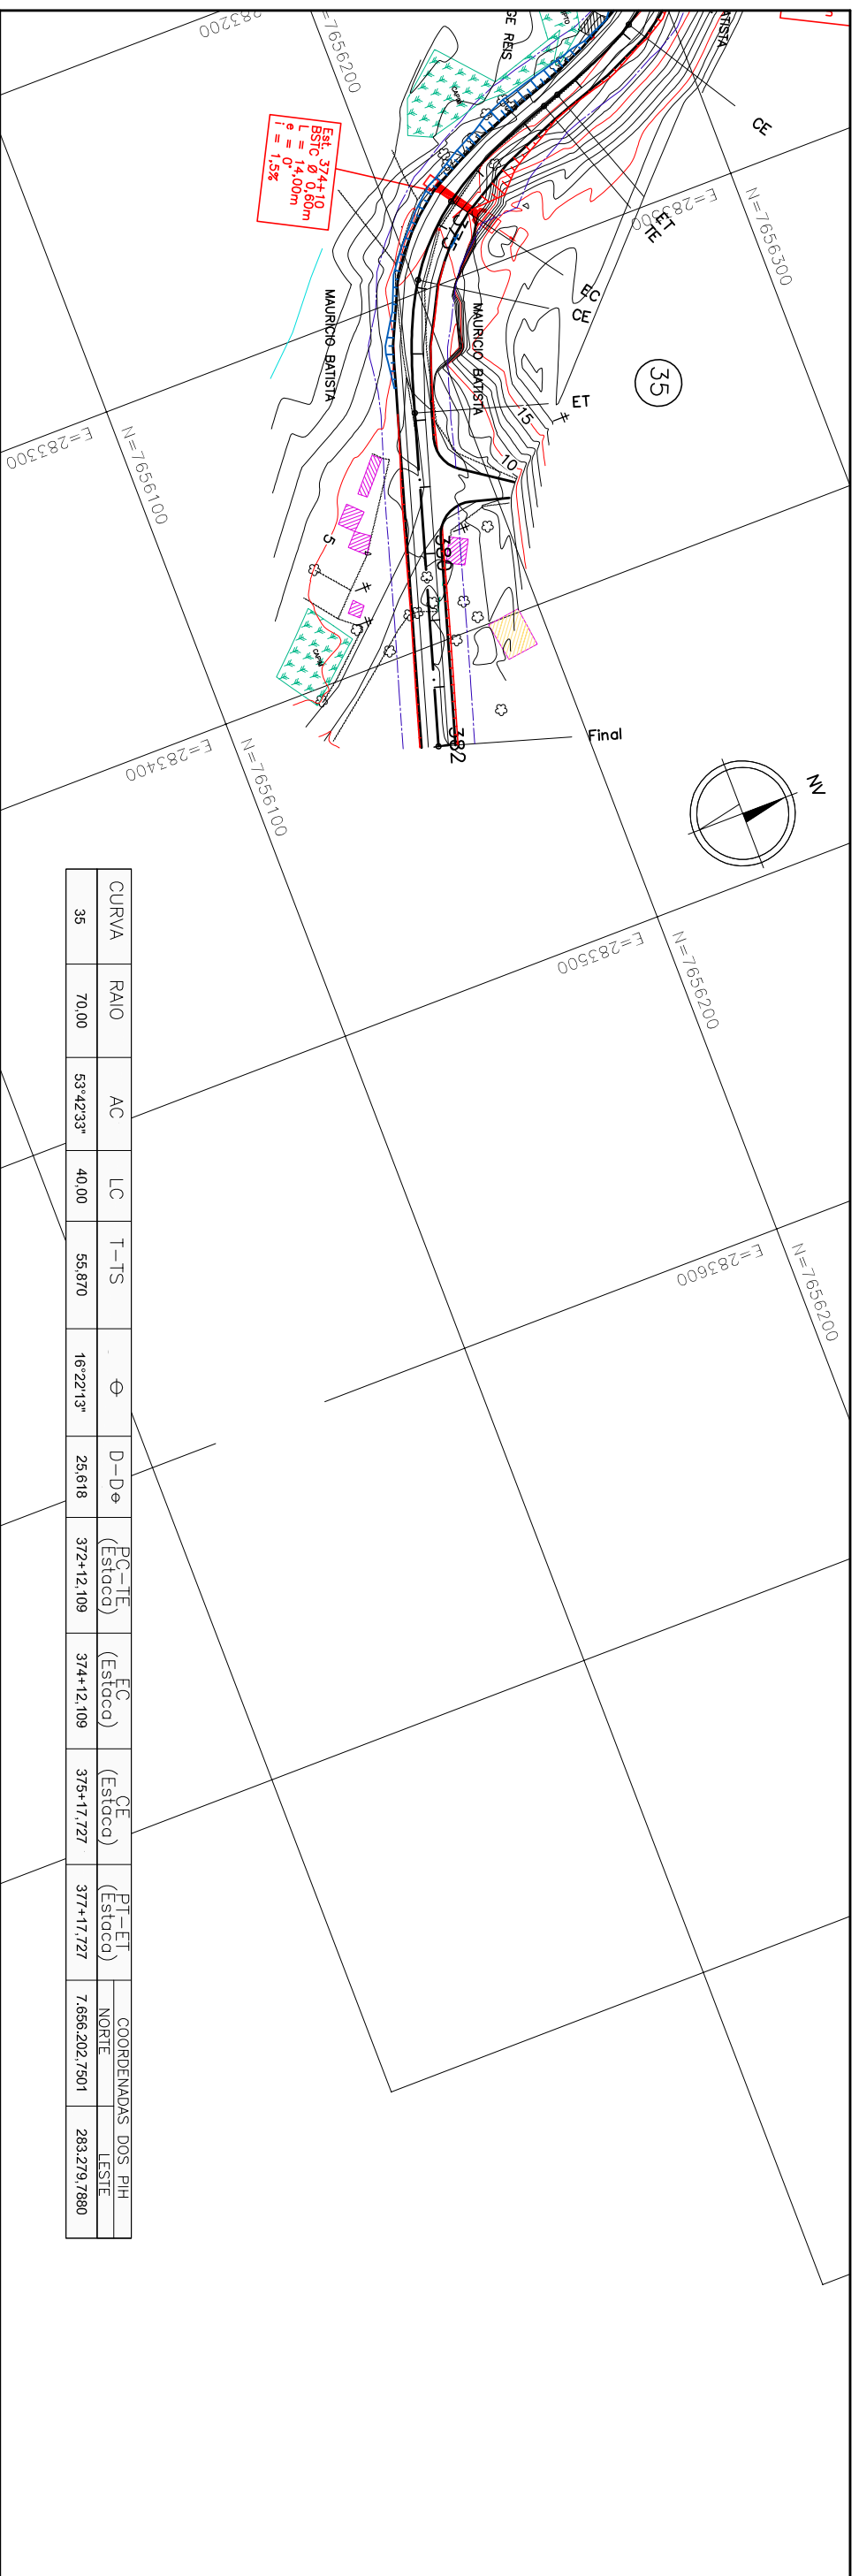 E=283200
N=7656200
GE REIS
CAPIM
ATISTA
CE
Est. 374+10
BSTC Ø 0,60m
L = 14,00m
e = 0°
i = 1,5%
375
ET
TE
E=283300
N=7656300
EC
CE
MAURICIO BATISTA
MAURICIO BATISTA
35
ET
15
10
5
E=283300
N=7656100
380
CAPIM
382
Final
E=283400
N=7656100
NV
E=283500
N=7656200
E=283600
N=7656200
CURVA RAIO AC LC T-TS Ɵ D-DƟ PC-TE (Estaca) EC (Estaca) CE (Estaca) PT-ET (Estaca) COORDENADAS DOS PIH
NORTE LESTE
35 70,00 53°42'33" 40,00 55,870 16°22'13" 25,618 372+12,109 374+12,109 375+17,727 377+17,727 7.656.202,7501 283.279,7880